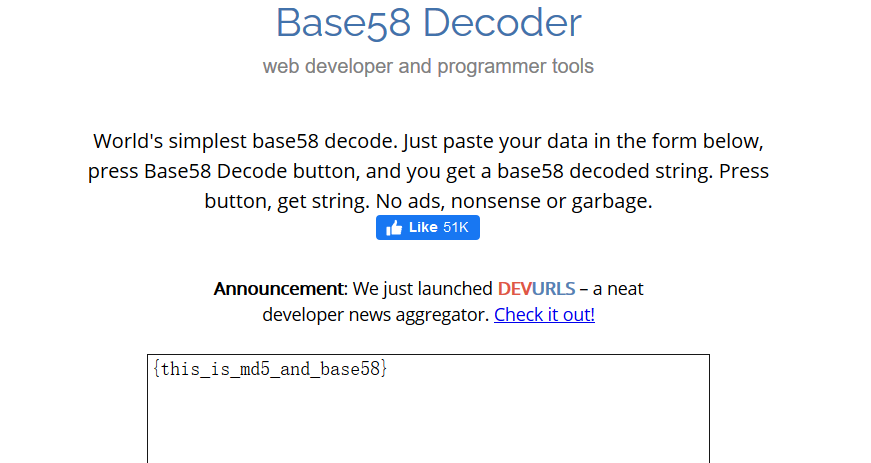 Base58 Decoder
web developer and programmer tools
World's simplest base58 decode. Just paste your data in the form below,
press Base58 Decode button, and you get a base58 decoded string. Press
button, get string. No ads, nonsense or garbage.
Like 51K
Announcement: We just launched DEVURLS – a neat
developer news aggregator. Check it out!
{this_is_md5_and_base58}